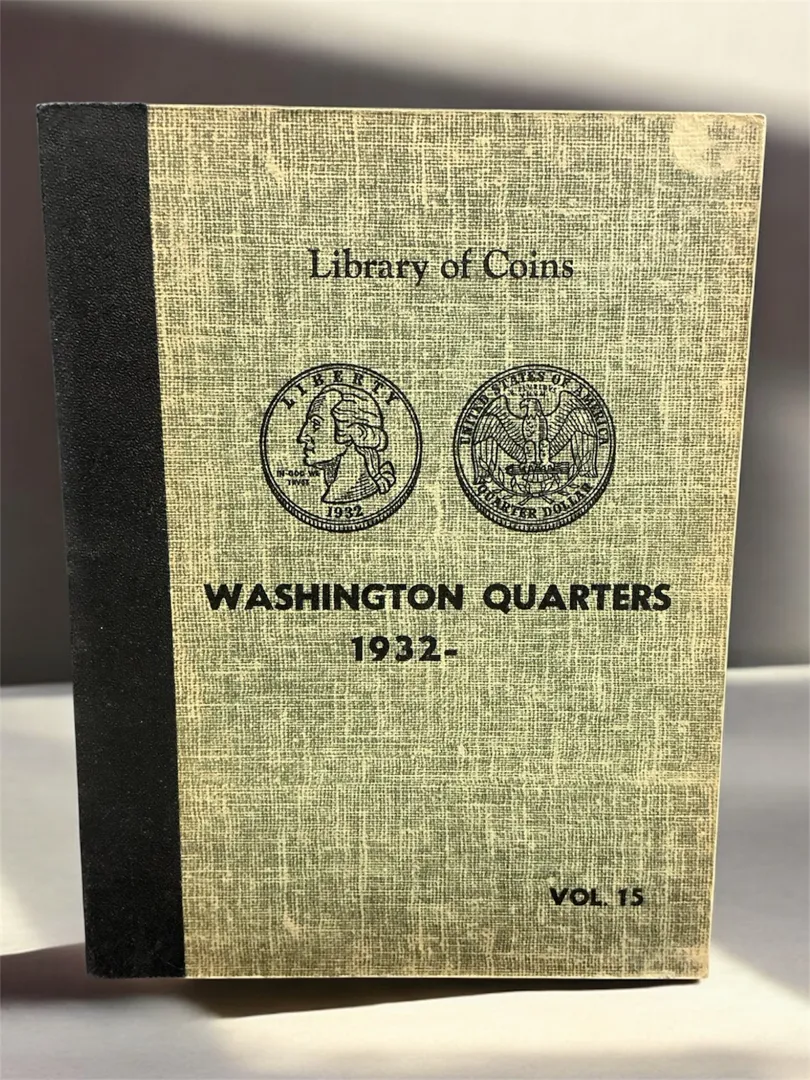 Library of Coins
LIBERTY
IN GOD WE
TRUST
1932
UNITED STATES OF AMERICA
QUARTER DOLLAR
WASHINGTON QUARTERS
1932-
VOL. 15